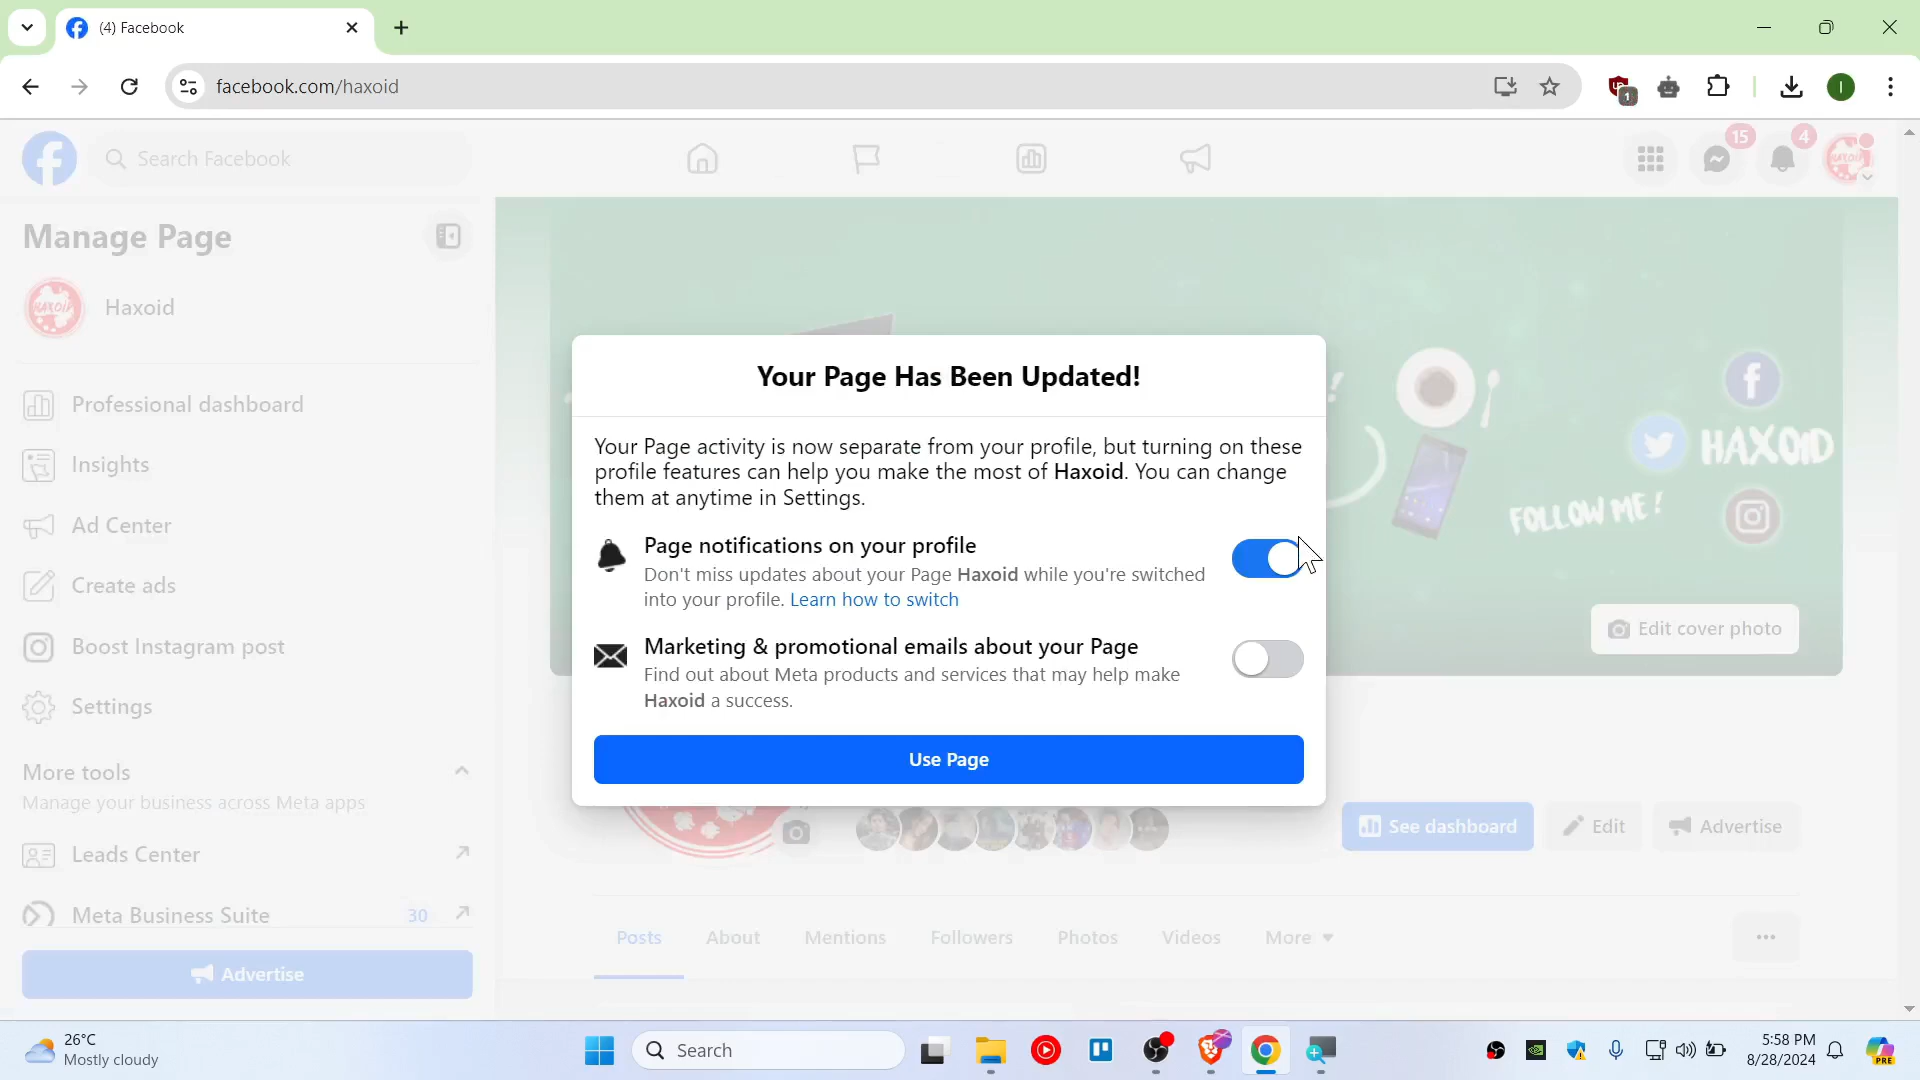 (4) Facebook
facebook.com/haxoid
1
Search Facebook
15
4
HAXOID
Manage Page
HAXOID
Haxoid
Professional dashboard
Insights
Ad Center
Create ads
Boost Instagram post
Settings
More tools
Manage your business across Meta apps
Leads Center
Meta Business Suite
30
Advertise
HAXOID
FOLLOW ME !
Edit cover photo
Your Page Has Been Updated!
Your Page activity is now separate from your profile, but turning on these
profile features can help you make the most of Haxoid. You can change
them at anytime in Settings.
Page notifications on your profile
Don't miss updates about your Page Haxoid while you're switched
into your profile. Learn how to switch
Marketing & promotional emails about your Page
Find out about Meta products and services that may help make
Haxoid a success.
Use Page
See dashboard
Edit
Advertise
Posts
About
Mentions
Followers
Photos
Videos
More
26°C
Mostly cloudy
Search
5:58 PM
8/28/2024
PRE